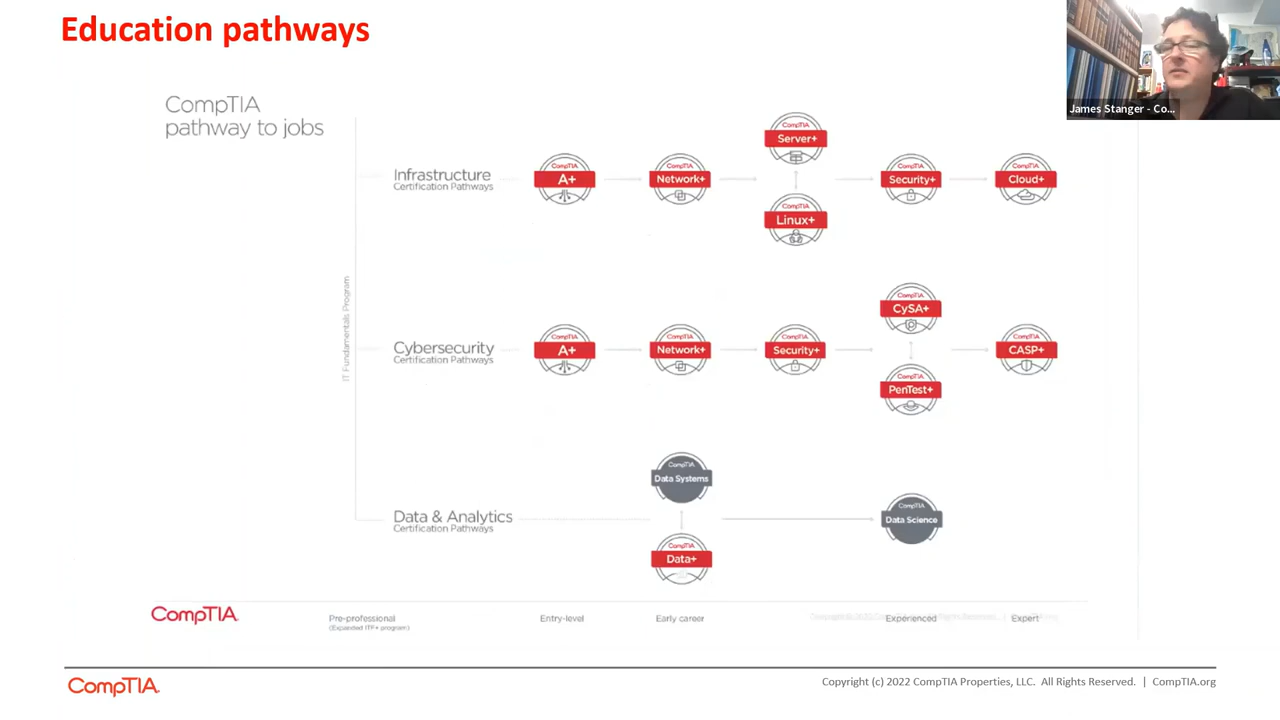 Education pathways
James Stanger - Co...
CompTIA
pathway to jobs
Infrastructure
Certification Pathways
CompTIA
A+
CompTIA
Network+
CompTIA
Server+
CompTIA
Linux+
CompTIA
Security+
CompTIA
Cloud+
IT Fundamentals Program
Cybersecurity
Certification Pathways
CompTIA
A+
CompTIA
Network+
CompTIA
Security+
CompTIA
CySA+
CompTIA
PenTest+
CompTIA
CASP+
Data & Analytics
Certification Pathways
CompTIA
Data Systems
CompTIA
Data+
CompTIA
Data Science
CompTIA.
Pre-professional
(Expanded ITF+ program)
Entry-level
Early career
Experienced
Expert
CompTIA.
Copyright (c) 2022 CompTIA Properties, LLC. All Rights Reserved. | CompTIA.org